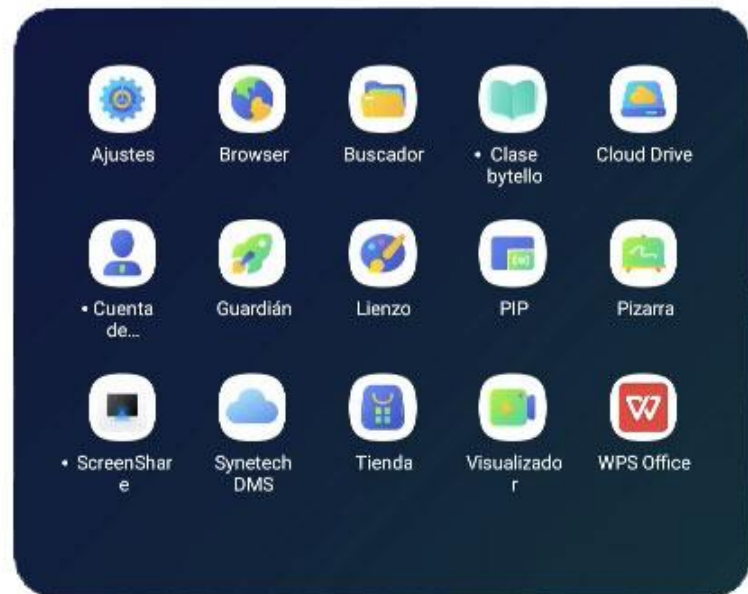 Ajustes
Browser
Buscador
• Clase
bytello
Cloud Drive
• Cuenta
de...
Guardián
Lienzo
PIP
Pizarra
• ScreenShar
e
Synetech
DMS
Tienda
Visualizado
r
WPS Office